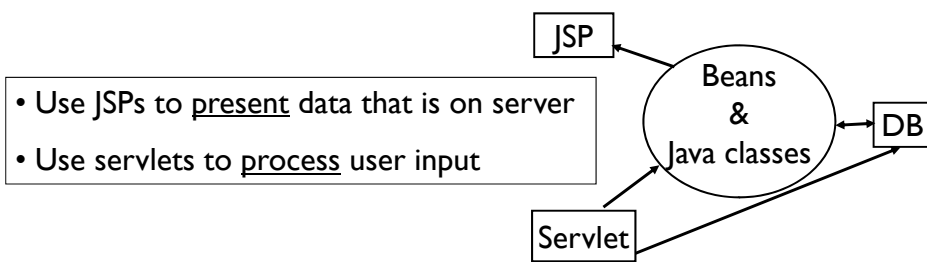 JSP
Beans
&
Java classes
DB
• Use JSPs to present data that is on server
• Use servlets to process user input
Servlet